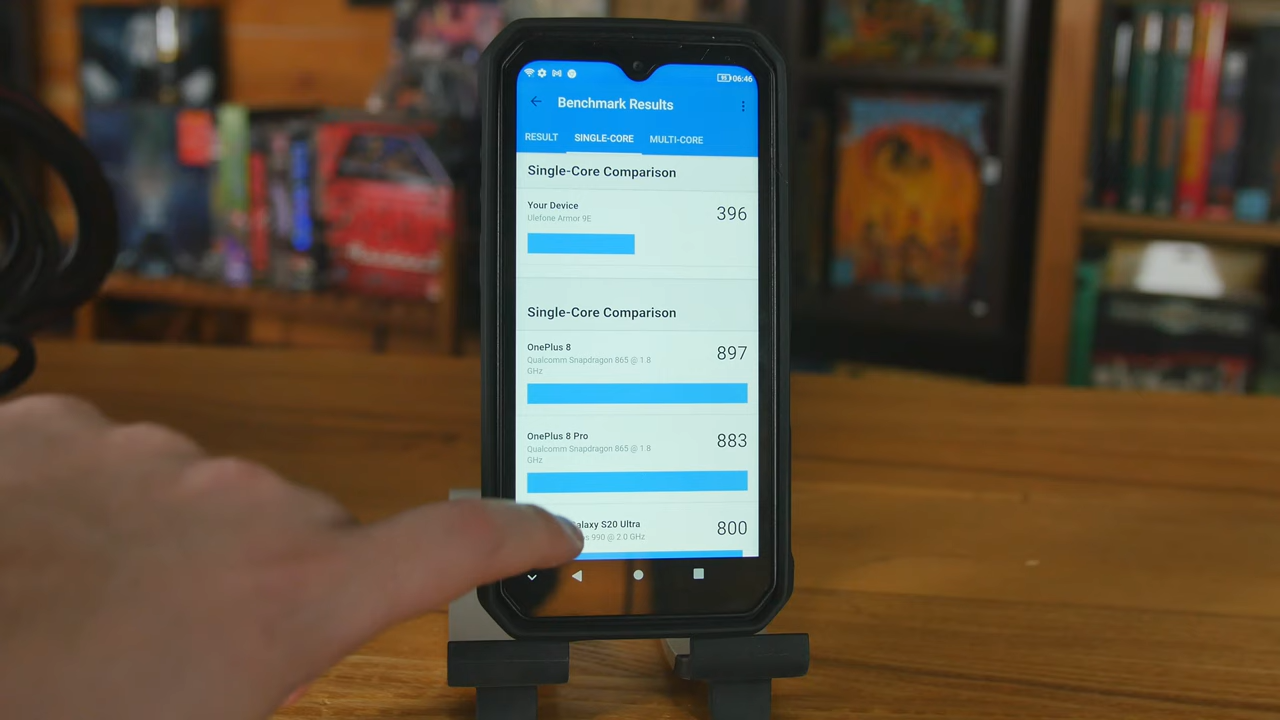 06:46
Benchmark Results
RESULT SINGLE-CORE MULTI-CORE
Single-Core Comparison
Your Device
Ulefone Armor 9E
396
Single-Core Comparison
OnePlus 8
Qualcomm Snapdragon 865 @ 1.8
GHz
897
OnePlus 8 Pro
Qualcomm Snapdragon 865 @ 1.8
GHz
883
alaxy S20 Ultra
990 @ 2.0 GHz
800